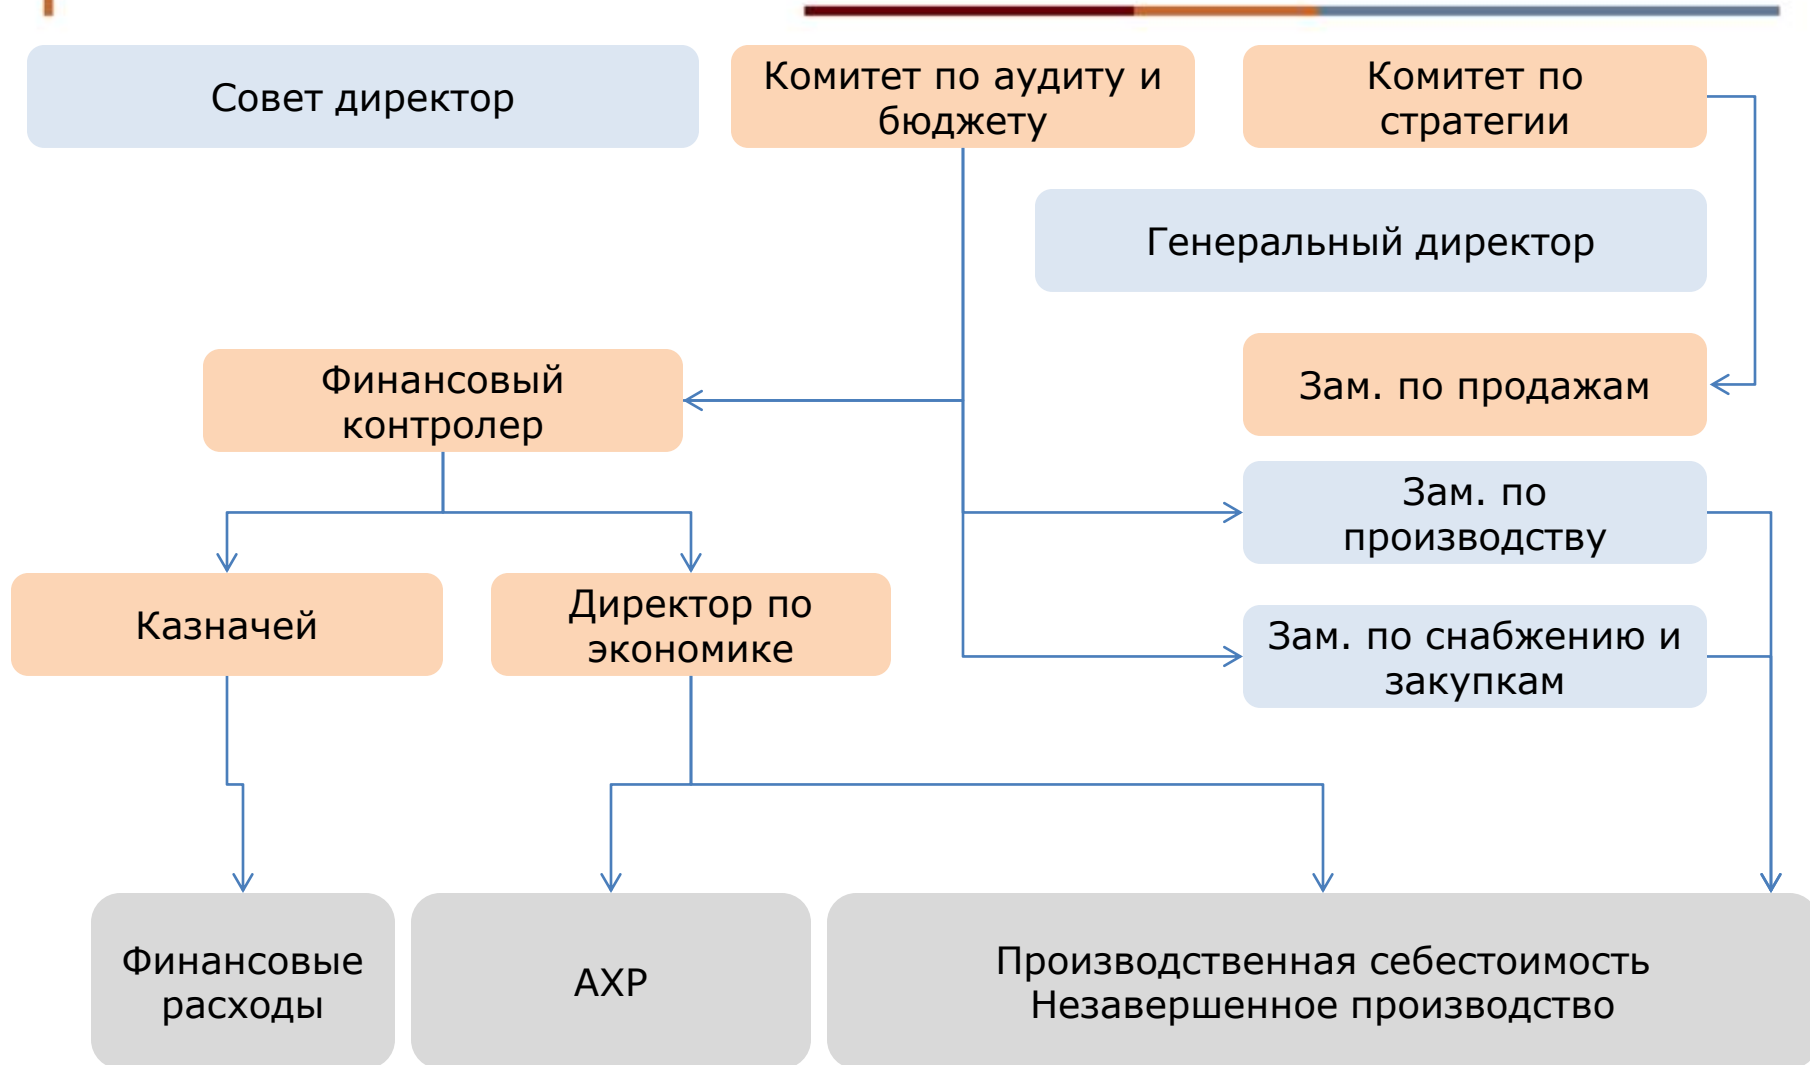 Совет директор
Комитет по аудиту и
бюджету
Комитет по
стратегии
Генеральный директор
Финансовый
контролер
Зам. по продажам
Зам. по
производству
Казначей
Директор по
экономике
Зам. по снабжению и
закупкам
Финансовые
расходы
АХР
Производственная себестоимость
Незавершенное производство